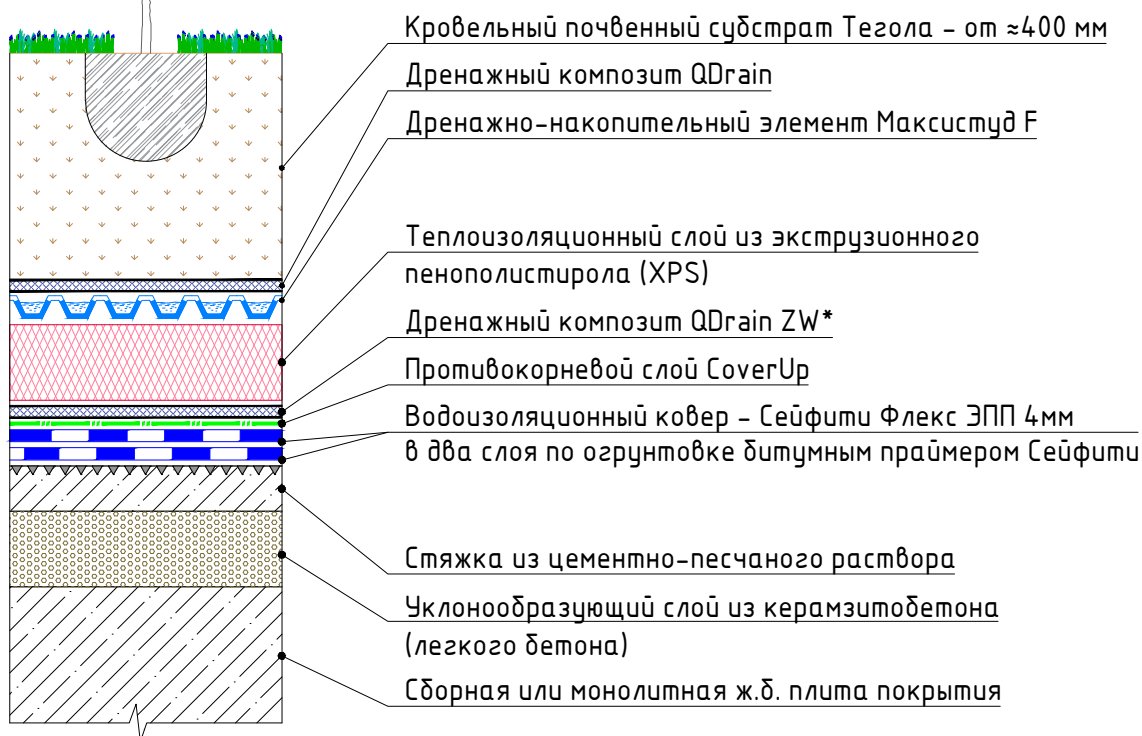 Кровельный почвенный субстрат Тегола – от ≈400 мм
Дренажный композит QDrain
Дренажно-накопительный элемент Максистуд F
Теплоизоляционный слой из экструзионного
пенополистирола (XPS)
Дренажный композит QDrain ZW*
Противокорневой слой CoverUp
Водоизоляционный ковер – Сейфити Флекс ЭПП 4мм
в два слоя по огрунтовке битумным праймером Сейфити
Стяжка из цементно-песчаного раствора
Уклонообразующий слой из керамзитобетона
(легкого бетона)
Сборная или монолитная ж.б. плита покрытия